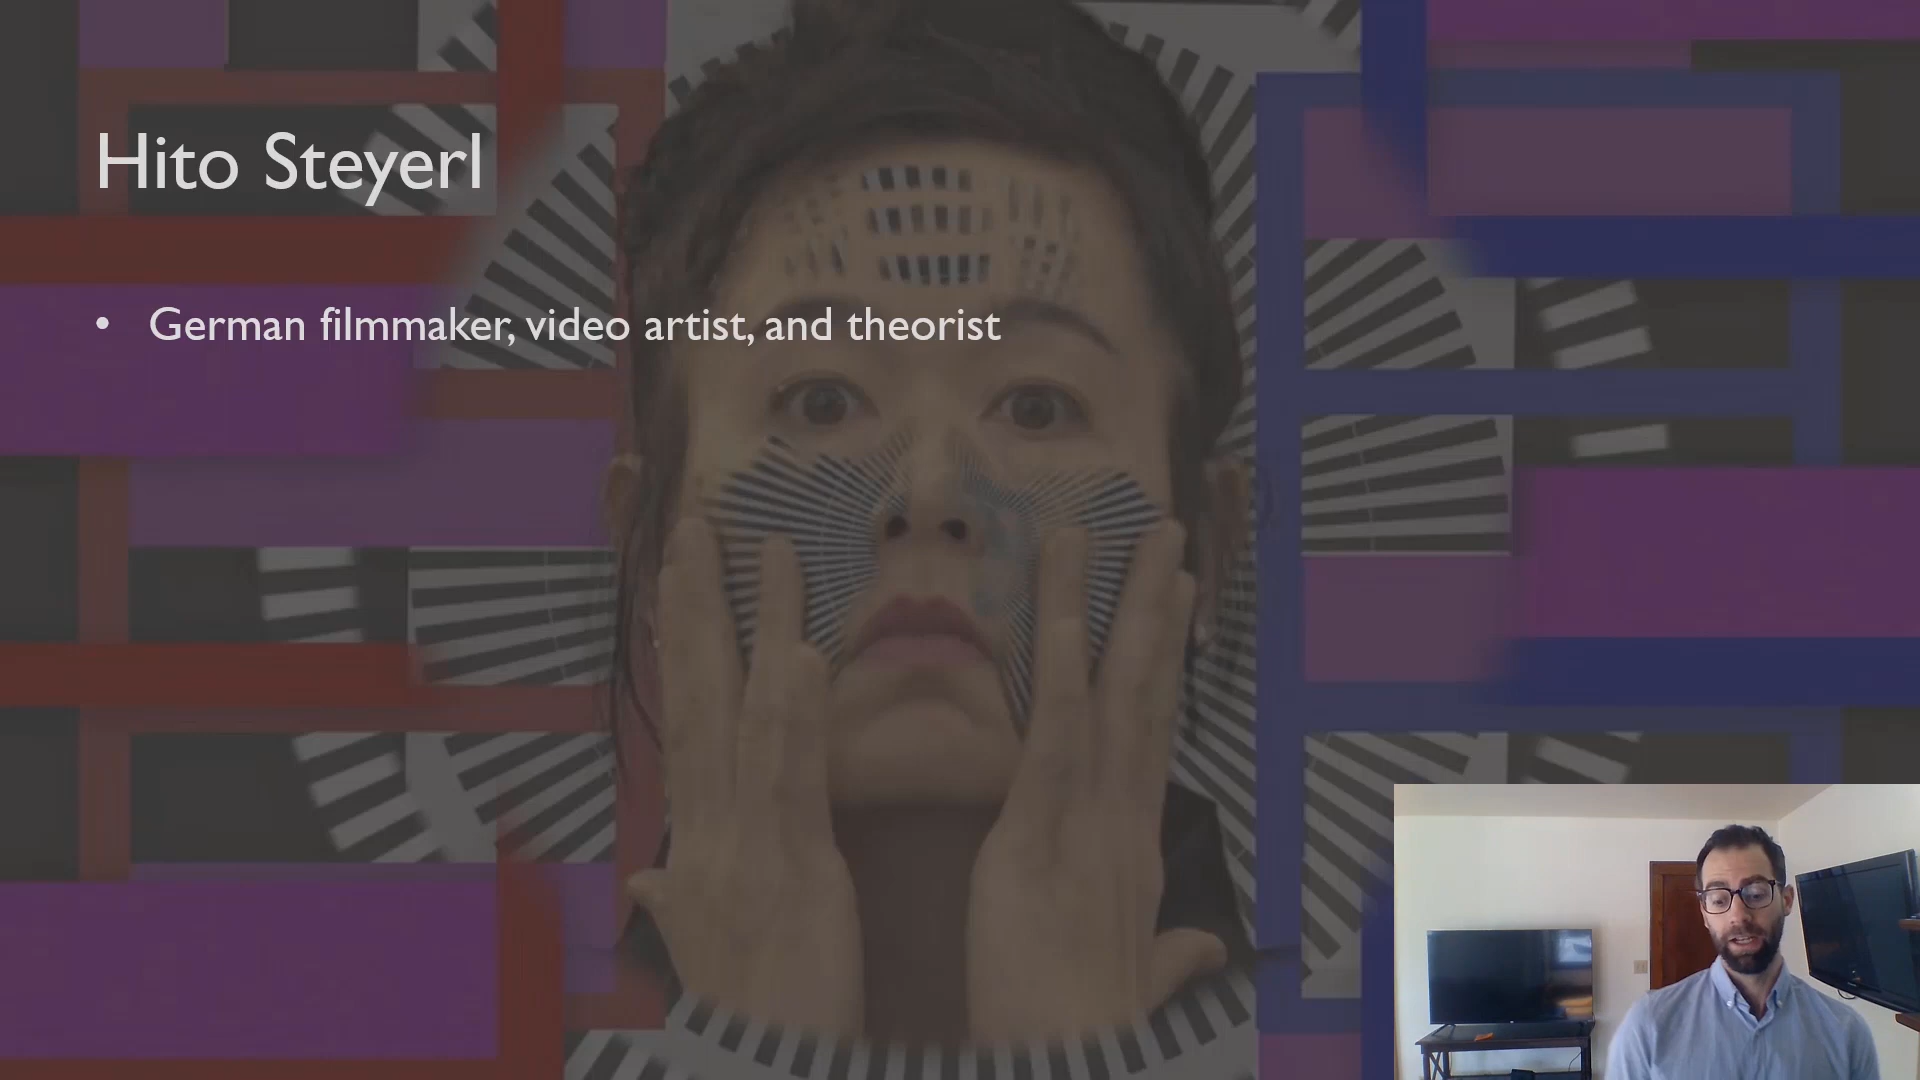 Hito Steyerl
• German filmmaker, video artist, and theorist